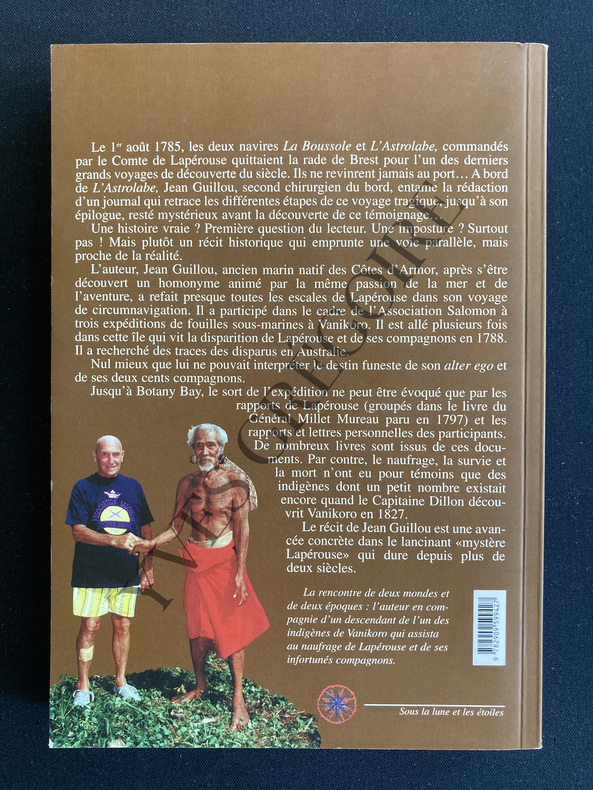 Le 1er août 1785, les deux navires La Boussole et L'Astrolabe, commandés
par le Comte de Lapérouse quittaient la rade de Brest pour l'un des derniers
grands voyages de découverte du siècle. Ils ne revinrent jamais au port… A bord
de L'Astrolabe, Jean Guillou, second chirurgien du bord, entame la rédaction
d'un journal qui retrace les différentes étapes de ce voyage tragique, jusqu'à son
épilogue, resté mystérieux avant la découverte de ce témoignage.
Une histoire vraie ? Première question du lecteur. Une imposture ? Surtout
pas ! Mais plutôt un récit historique qui emprunte une voie parallèle, mais
proche de la réalité.
L'auteur, Jean Guillou, ancien marin natif des Côtes d'Armor, après s'être
découvert un homonyme animé par la même passion de la mer et de
l'aventure, a refait presque toutes les escales de Lapérouse dans son voyage
de circumnavigation. Il a participé dans le cadre de l'Association Salomon à
trois expéditions de fouilles sous-marines à Vanikoro. Il est allé plusieurs fois
dans cette île qui vit la disparition de Lapérouse et de ses compagnons en 1788.
Il a recherché des traces des disparus en Australie.
Nul mieux que lui ne pouvait interpréter le destin funeste de son alter ego et
de ses deux cents compagnons.
Jusqu'à Botany Bay, le sort de l'expédition ne peut être évoqué que par les
rapports de Lapérouse (groupés dans le livre du
Général Millet Mureau paru en 1797) et les
rapports et lettres personnelles des participants.
De nombreux livres sont issus de ces docu-
ments. Par contre, le naufrage, la survie et
la mort n'ont eu pour témoins que des
indigènes dont un petit nombre existait
encore quand le Capitaine Dillon décou-
vrit Vanikoro en 1827.
Le récit de Jean Guillou est une avan-
cée concrète dans le lancinant «mystère
Lapérouse» qui dure depuis plus de
deux siècles.
La rencontre de deux mondes et
de deux époques : l'auteur en com-
pagnie d'un descendant de l'un des
indigènes de Vanikoro qui assista
au naufrage de Lapérouse et de ses
infortunés compagnons.
9 782909 599427
Sous la lune et les étoiles
YVES GREGOIRE